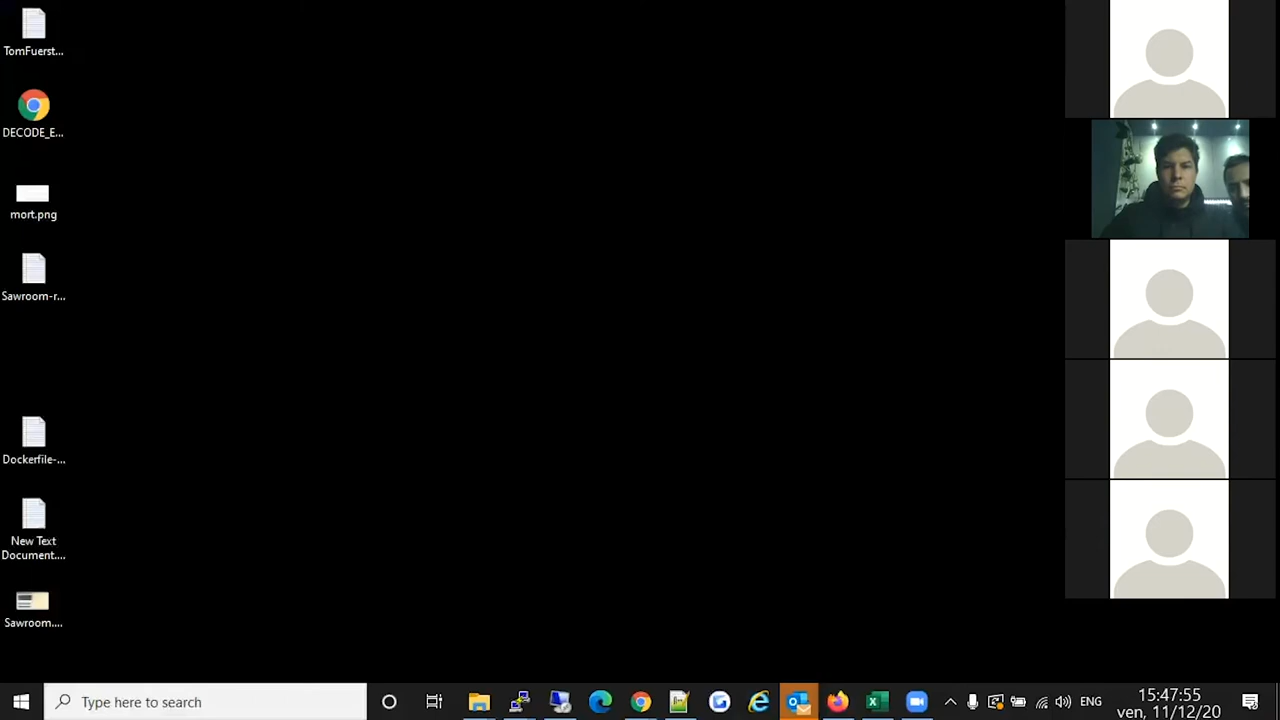 TomFuerst...
DECODE_E...
mort.png
Sawroom-r...
Dockerfile-...
New Text
Document....
Sawroom....
Type here to search
ENG
15:47:55
ven, 11/12/20